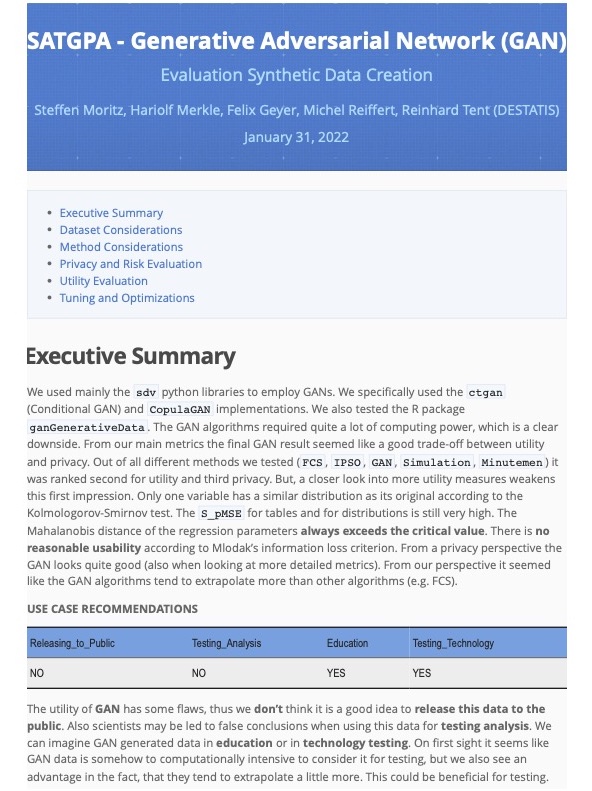 SATGPA - Generative Adversarial Network (GAN)
Evaluation Synthetic Data Creation
Steffen Moritz, Hariolf Merkle, Felix Geyer, Michel Reiffert, Reinhard Tent (DESTATIS)
January 31, 2022
• Executive Summary
• Dataset Considerations
• Method Considerations
• Privacy and Risk Evaluation
• Utility Evaluation
• Tuning and Optimizations
Executive Summary
We used mainly the sdv python libraries to employ GANs. We specifically used the ctgan
(Conditional GAN) and CopulaGAN implementations. We also tested the R package
ganGenerativeData. The GAN algorithms required quite a lot of computing power, which is a clear
downside. From our main metrics the final GAN result seemed like a good trade-off between utility
and privacy. Out of all different methods we tested (FCS, IPSO, GAN, Simulation, Minutemen) it
was ranked second for utility and third privacy. But, a closer look into more utility measures weakens
this first impression. Only one variable has a similar distribution as its original according to the
Kolmologorov-Smirnov test. The S_pMSE for tables and for distributions is still very high. The
Mahalanobis distance of the regression parameters always exceeds the critical value. There is no
reasonable usability according to Mlodak's information loss criterion. From a privacy perspective the
GAN looks quite good (also when looking at more detailed metrics). From our perspective it seemed
like the GAN algorithms tend to extrapolate more than other algorithms (e.g. FCS).
USE CASE RECOMMENDATIONS
Releasing_to_Public Testing_Analysis Education Testing_Technology
NO NO YES YES
The utility of GAN has some flaws, thus we don't think it is a good idea to release this data to the
public. Also scientists may be led to false conclusions when using this data for testing analysis. We
can imagine GAN generated data in education or in technology testing. On first sight it seems like
GAN data is somehow to computationally intensive to consider it for testing, but we also see an
advantage in the fact, that they tend to extrapolate a little more. This could be beneficial for testing.